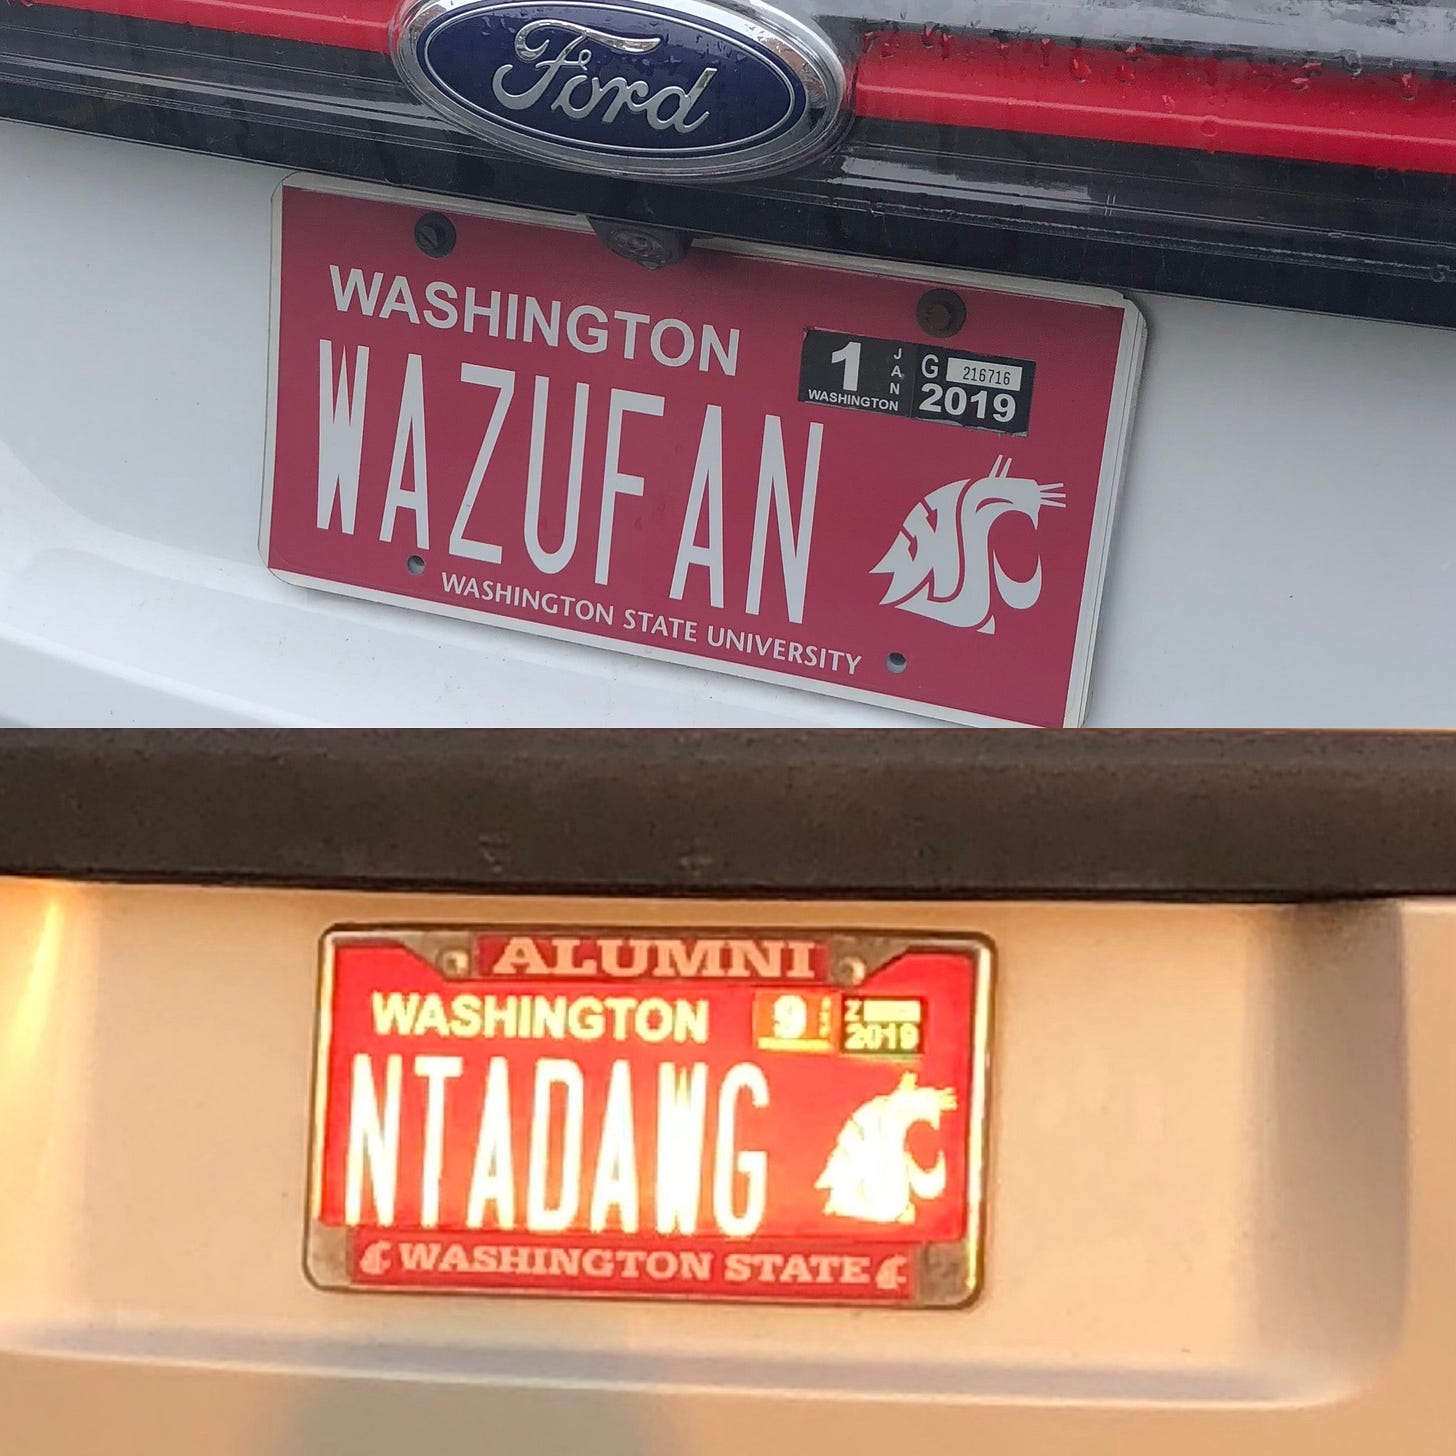 Ford
WASHINGTON
1 JAN G 216716
WASHINGTON 2019
WAZUFAN
WASHINGTON STATE UNIVERSITY
ALUMNI
WASHINGTON 9 Z
2019
NTADAWG
WASHINGTON STATE